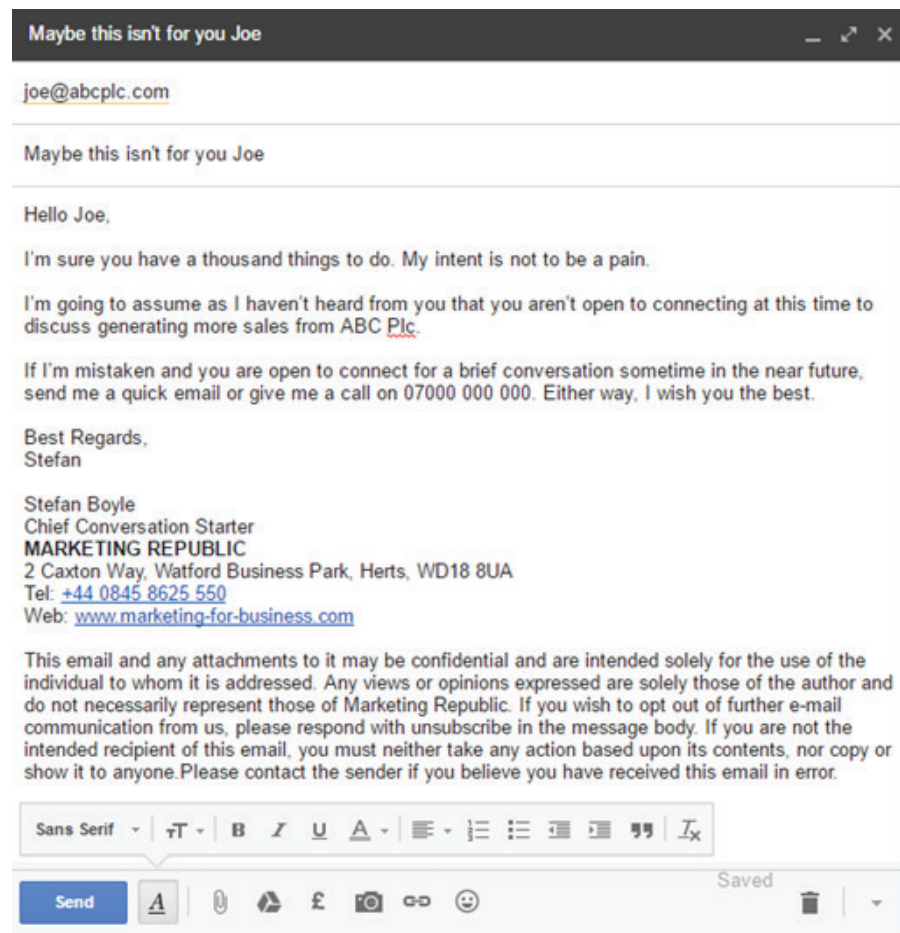 Maybe this isn't for you Joe
joe@abcplc.com
Maybe this isn't for you Joe
Hello Joe,
I'm sure you have a thousand things to do. My intent is not to be a pain.
I'm going to assume as I haven't heard from you that you aren't open to connecting at this time to
discuss generating more sales from ABC Plc.
If I'm mistaken and you are open to connect for a brief conversation sometime in the near future,
send me a quick email or give me a call on 07000 000 000. Either way, I wish you the best.
Best Regards,
Stefan
Stefan Boyle
Chief Conversation Starter
MARKETING REPUBLIC
2 Caxton Way, Watford Business Park, Herts, WD18 8UA
Tel: +44 0845 8625 550
Web: www.marketing-for-business.com
This email and any attachments to it may be confidential and are intended solely for the use of the
individual to whom it is addressed. Any views or opinions expressed are solely those of the author and
do not necessarily represent those of Marketing Republic. If you wish to opt out of further e-mail
communication from us, please respond with unsubscribe in the message body. If you are not the
intended recipient of this email, you must neither take any action based upon its contents, nor copy or
show it to anyone.Please contact the sender if you believe you have received this email in error.
Sans Serif TT B I U A Tx
Saved
Send A £